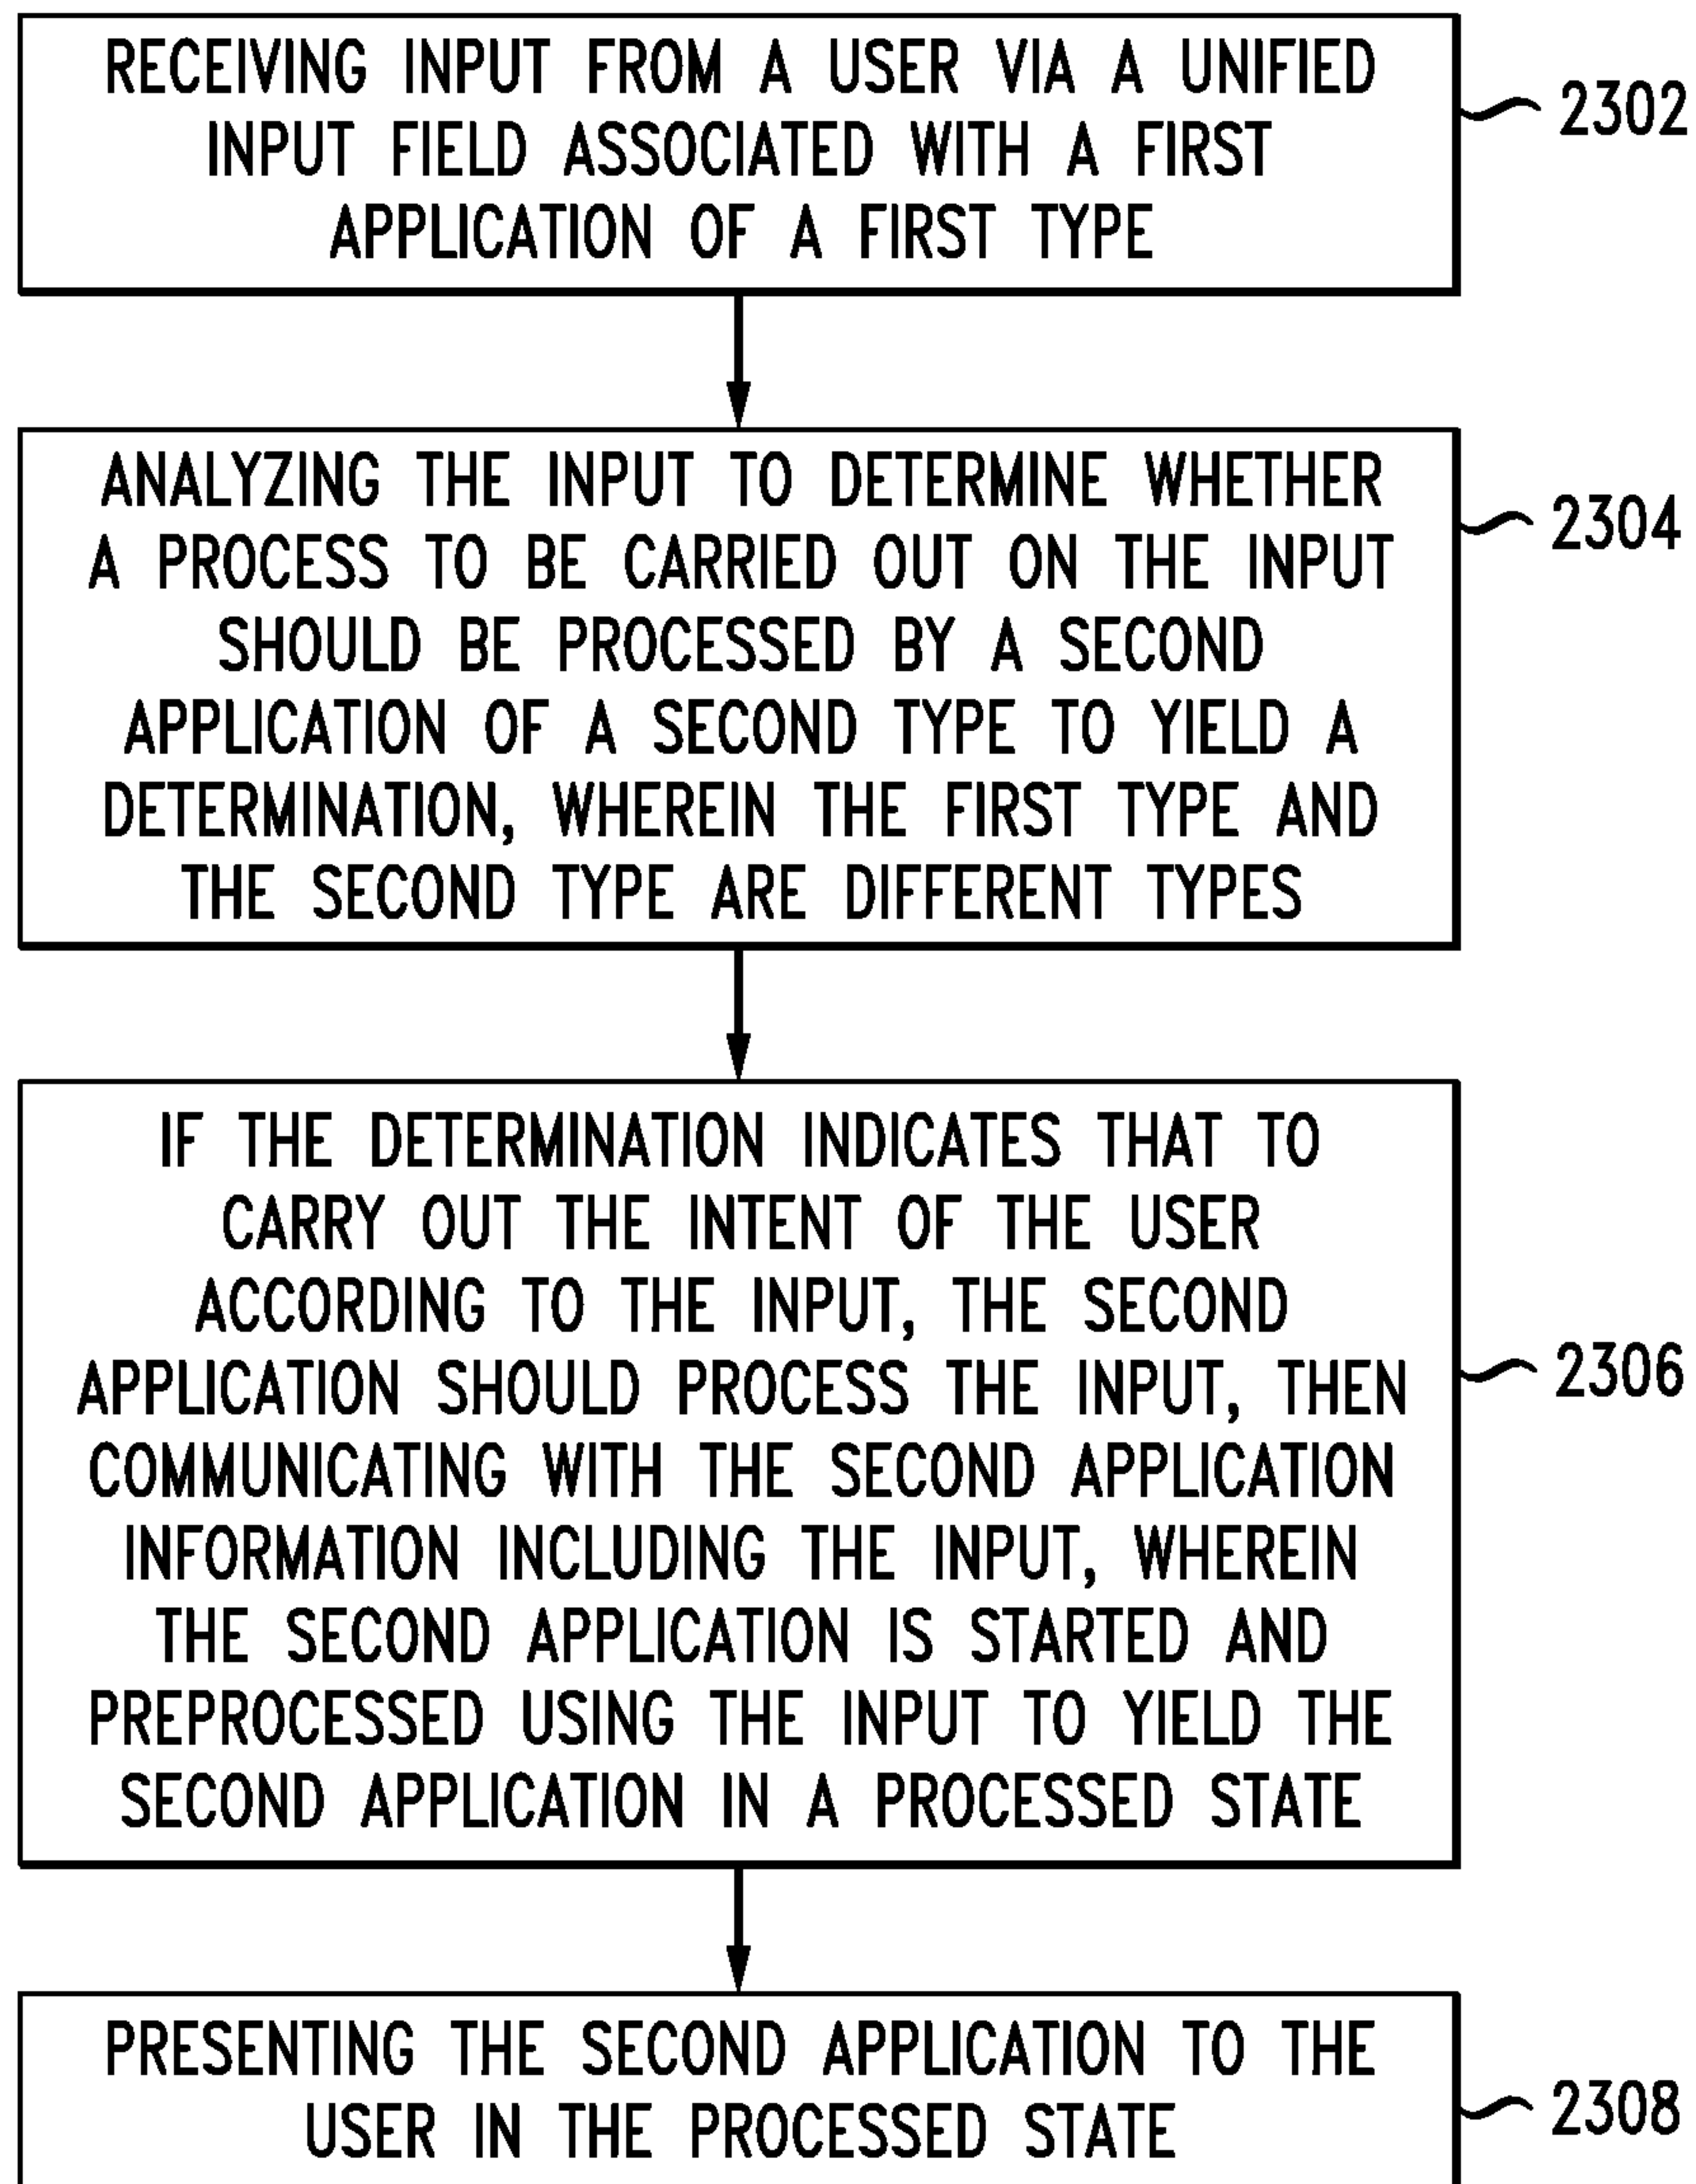 RECEIVING INPUT FROM A USER VIA A UNIFIED
INPUT FIELD ASSOCIATED WITH A FIRST
APPLICATION OF A FIRST TYPE
2302
ANALYZING THE INPUT TO DETERMINE WHETHER
A PROCESS TO BE CARRIED OUT ON THE INPUT
SHOULD BE PROCESSED BY A SECOND
APPLICATION OF A SECOND TYPE TO YIELD A
DETERMINATION, WHEREIN THE FIRST TYPE AND
THE SECOND TYPE ARE DIFFERENT TYPES
2304
IF THE DETERMINATION INDICATES THAT TO
CARRY OUT THE INTENT OF THE USER
ACCORDING TO THE INPUT, THE SECOND
APPLICATION SHOULD PROCESS THE INPUT, THEN
COMMUNICATING WITH THE SECOND APPLICATION
INFORMATION INCLUDING THE INPUT, WHEREIN
THE SECOND APPLICATION IS STARTED AND
PREPROCESSED USING THE INPUT TO YIELD THE
SECOND APPLICATION IN A PROCESSED STATE
2306
PRESENTING THE SECOND APPLICATION TO THE
USER IN THE PROCESSED STATE
2308